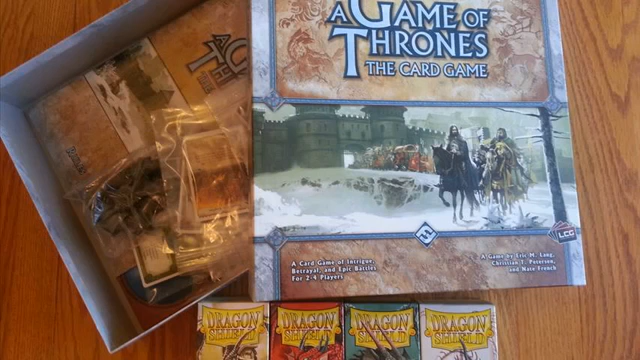 A GAME OF
THRONES
THE CARD GAME
LCG
A Card Game of Intrigue,
Betrayal, and Epic Battles
For 2-4 Players
A Game by Eric M. Lang,
Christian T. Petersen,
and Nate French
DRAGON
SHIELD
DRAGON
SHIELD
DRAGON
SHIELD
DRAGON
SHIELD